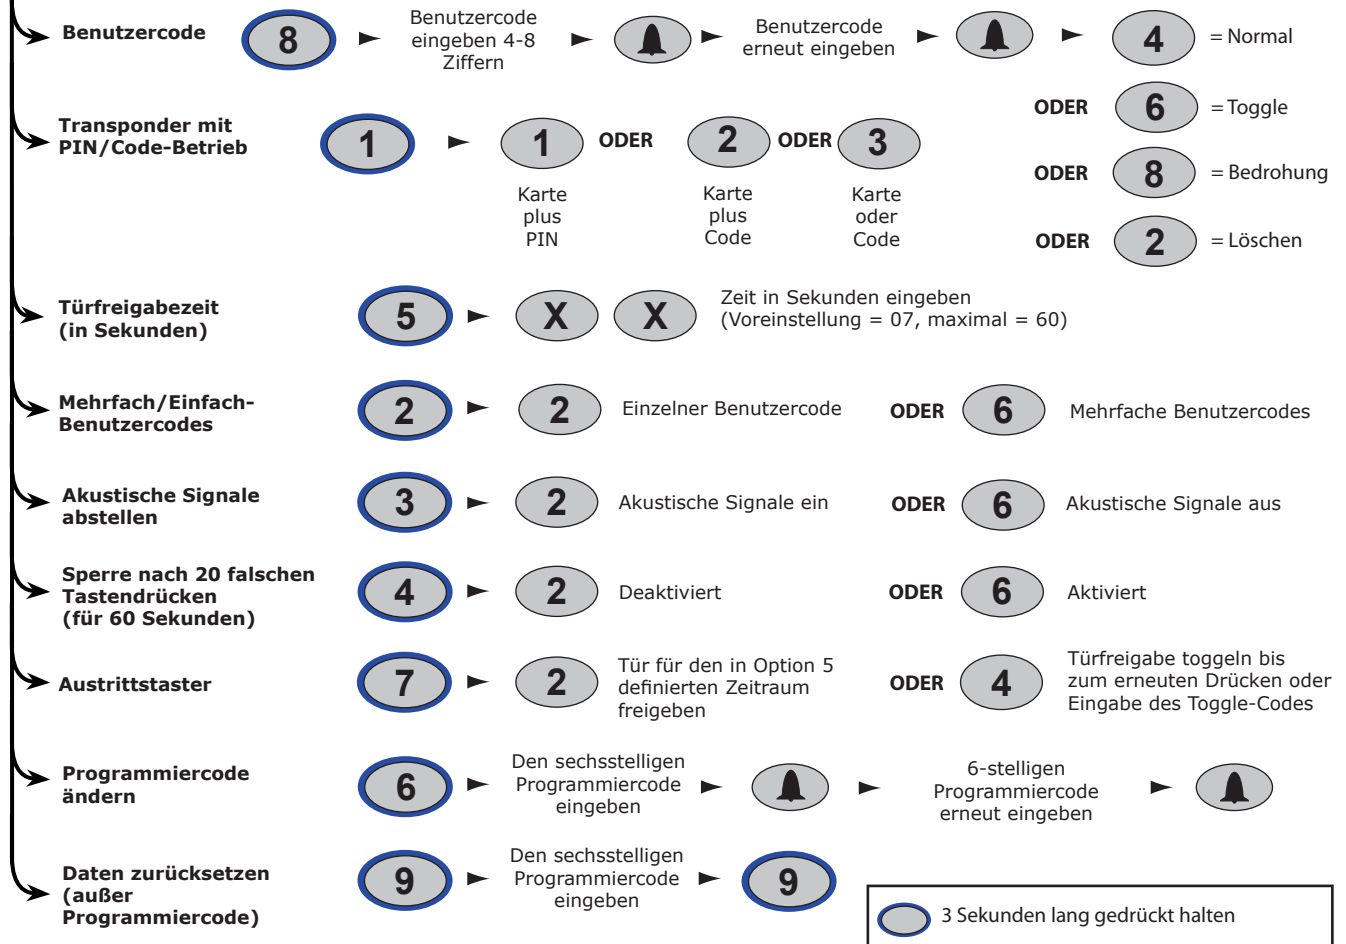 Benutzercode
8
Benutzercode
eingeben 4-8
Ziffern
Benutzercode
erneut eingeben
4
= Normal
ODER
6
= Toggle
ODER
8
= Bedrohung
ODER
2
= Löschen
Transponder mit
PIN/Code-Betrieb
1
1
ODER
2
ODER
3
Karte
plus
PIN
Karte
plus
Code
Karte
oder
Code
Türfreigabezeit
(in Sekunden)
5
X
X
Zeit in Sekunden eingeben
(Voreinstellung = 07, maximal = 60)
Mehrfach/Einfach-
Benutzercodes
2
2
Einzelner Benutzercode
ODER
6
Mehrfache Benutzercodes
Akustische Signale
abstellen
3
2
Akustische Signale ein
ODER
6
Akustische Signale aus
Sperre nach 20 falschen
Tastendrücken
(für 60 Sekunden)
4
2
Deaktiviert
ODER
6
Aktiviert
Austrittstaster
7
2
Tür für den in Option 5
definierten Zeitraum
freigeben
ODER
4
Türfreigabe toggeln bis
zum erneuten Drücken oder
Eingabe des Toggle-Codes
Programmiercode
ändern
6
Den sechsstelligen
Programmiercode
eingeben
6-stelligen
Programmiercode
erneut eingeben
Daten zurücksetzen
(außer
Programmiercode)
9
Den sechsstelligen
Programmiercode
eingeben
9
3 Sekunden lang gedrückt halten